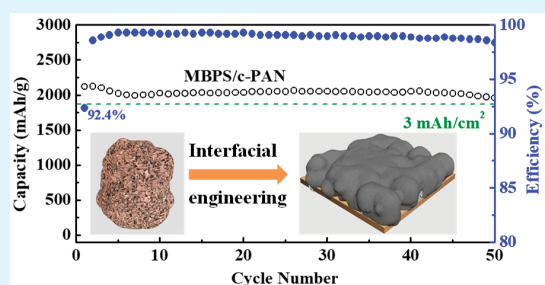 3000
2500
2000
1500
1000
500
0
Capacity (mAh/g)
MBPS/c-PAN
92.4%
3 mAh/cm²
Interfacial
engineering
100
95
90
85
80
Efficiency (%)
0 10 20 30 40 50
Cycle Number